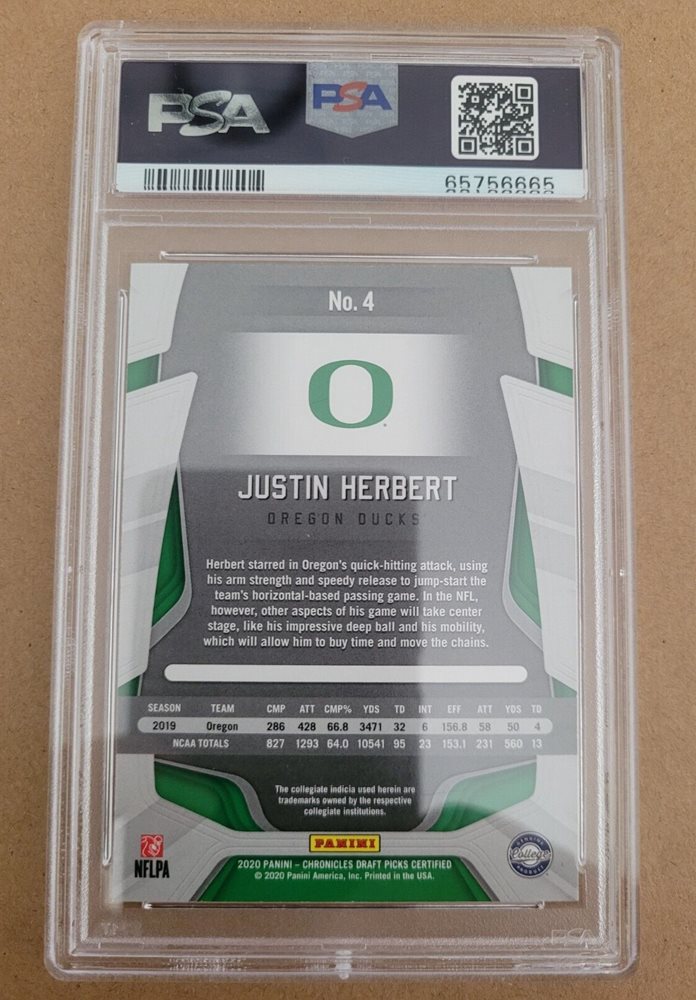 PSA
PSA
65756665
No. 4
O
JUSTIN HERBERT
OREGON DUCKS
Herbert starred in Oregon's quick-hitting attack, using
his arm strength and speedy release to jump-start the
team's horizontal-based passing game. In the NFL,
however, other aspects of his game will take center
stage, like his impressive deep ball and his mobility,
which will allow him to buy time and move the chains.
SEASON TEAM CMP ATT CMP% YDS TD INT EFF ATT YDS TD
2019 Oregon 286 428 66.8 3471 32 6 156.8 58 50 4
NCAA TOTALS 827 1293 64.0 10541 95 23 153.1 231 560 13
The collegiate indicia used herein are
trademarks owned by the respective
collegiate institutions.
PANINI
NFLPA
2020 PANINI – CHRONICLES DRAFT PICKS CERTIFIED
© 2020 Panini America, Inc. Printed in the USA.
GENUINE
College
PRODUCT
PSA